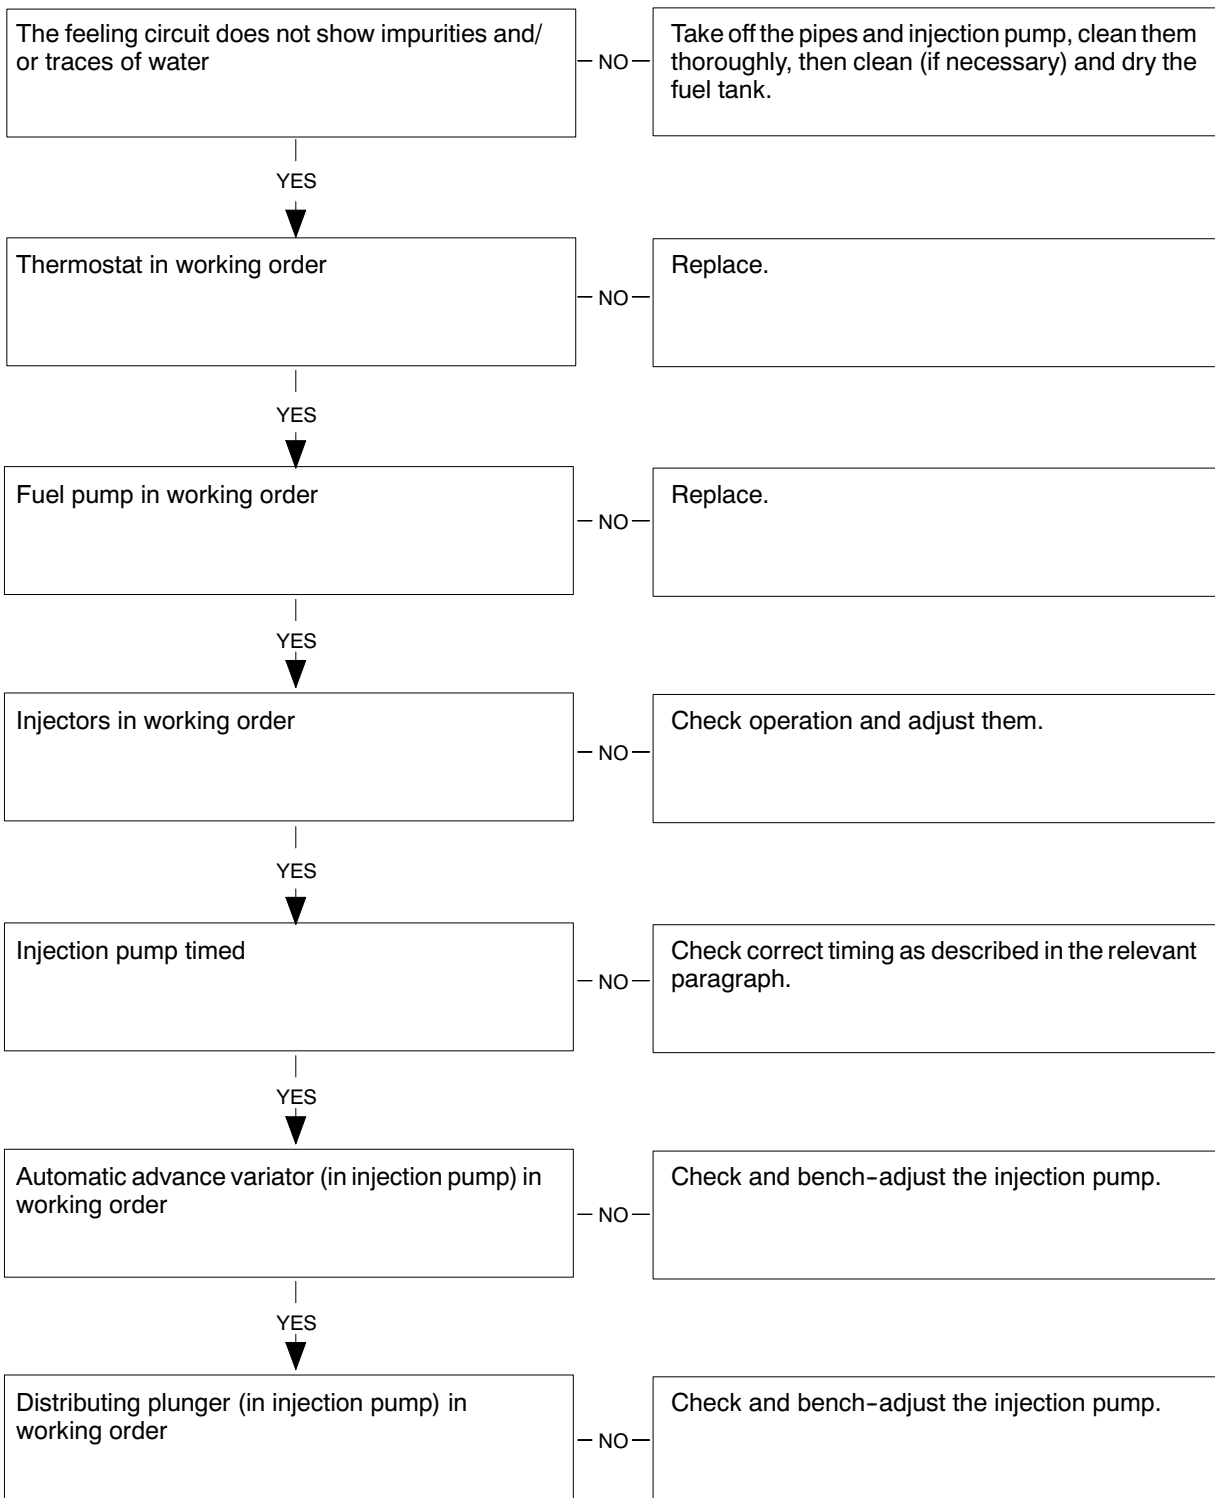 The feeling circuit does not show impurities and/
or traces of water
NO
Take off the pipes and injection pump, clean them
thoroughly, then clean (if necessary) and dry the
fuel tank.
YES
Thermostat in working order
NO
Replace.
YES
Fuel pump in working order
NO
Replace.
YES
Injectors in working order
NO
Check operation and adjust them.
YES
Injection pump timed
NO
Check correct timing as described in the relevant
paragraph.
YES
Automatic advance variator (in injection pump) in
working order
NO
Check and bench-adjust the injection pump.
YES
Distributing plunger (in injection pump) in
working order
NO
Check and bench-adjust the injection pump.